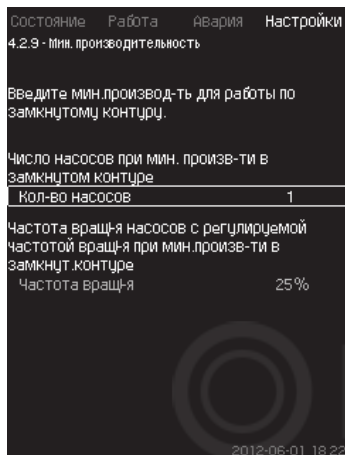 Состояние Работа Авария Настройки
4.2.9 - Мин. производительность
Введите мин.производ-ть для работы по
замкнутому контуру.
Число насосов при мин. произв-ти в
замкнутом контуре
Кол-во насосов 1
Частота вращ-я насосов с регулируемой
частотой вращ-я при мин.произв-ти в
замкнут.контуре
Частота вращ-я 25%
2012-06-01 18:22